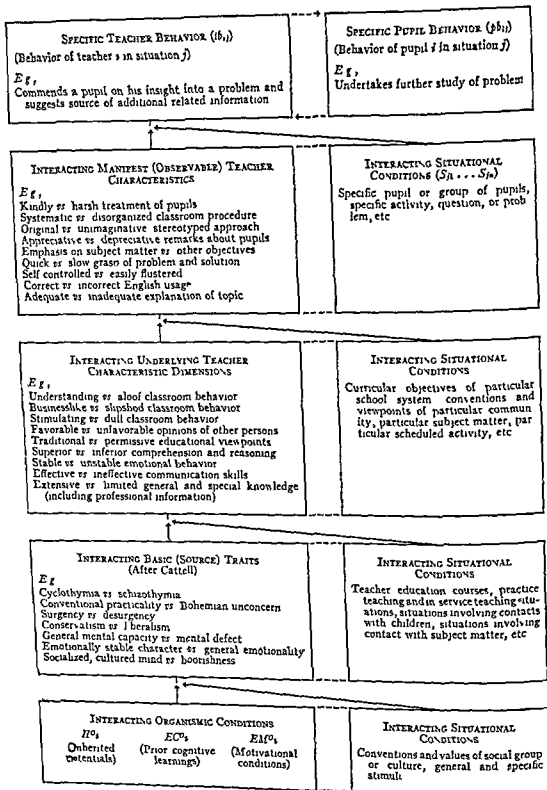 SPECIFIC TEACHER BEHAVIOR (tbij)
(Behavior of teacher i in situation j)
E g,
Commends a pupil on his insight into a problem and
suggests source of additional related information
SPECIFIC PUPIL BEHAVIOR (pbij)
(Behavior of pupil i in situation j)
E g,
Undertakes further study of problem
INTERACTING MANIFEST (OBSERVABLE) TEACHER
CHARACTERISTICS
E g,
Kindly vs harsh treatment of pupils
Systematic vs disorganized classroom procedure
Original vs unimaginative stereotyped approach
Appreciative vs depreciative remarks about pupils
Emphasis on subject matter vs other objectives
Quick vs slow grasp of problem and solution
Self controlled vs easily flustered
Correct vs incorrect English usage
Adequate vs inadequate explanation of topic
INTERACTING SITUATIONAL
CONDITIONS (Sj1 . . . Sjn)
Specific pupil or group of pupils,
specific activity, question, or prob
lem, etc
INTERACTING UNDERLYING TEACHER
CHARACTERISTIC DIMENSIONS
E g,
Understanding vs aloof classroom behavior
Businesslike vs slipshod classroom behavior
Stimulating vs dull classroom behavior
Favorable vs unfavorable opinions of other persons
Traditional vs permissive educational viewpoints
Superior vs inferior comprehension and reasoning
Stable vs unstable emotional behavior
Effective vs ineffective communication skills
Extensive vs limited general and special knowledge
(including professional information)
INTERACTING SITUATIONAL
CONDITIONS
Curricular objectives of particular
school system conventions and
viewpoints of particular commun
ity, particular subject matter, par
ticular scheduled activity, etc
INTERACTING BASIC (SOURCE) TRAITS
(After Cattell)
E g
Cyclothymia vs schizothymia
Conventional practicality vs Bohemian unconcern
Surgency vs desurgency
Conservatism vs liberalism
General mental capacity vs mental defect
Emotionally stable character vs general emotionality
Socialized, cultured mind vs boorishness
INTERACTING SITUATIONAL
CONDITIONS
Teacher education courses, practice
teaching and in service teaching situ-
ations, situations involving contacts
with children, situations involving
contact with subject matter, etc
INTERACTING ORGANISMIC CONDITIONS
HOi ECOi EMOi
(Inherited (Prior cognitive (Motivational
potentials) learnings) conditions)
INTERACTING SITUATIONAL
CONDITIONS
Conventions and values of social group
or culture, general and specific
stimuli